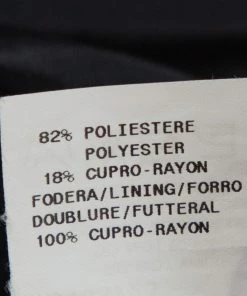 82% POLIESTERE
POLYESTER
18% CUPRO-RAYON
FODERA/LINING/FORRO
DOUBLURE/FUTTERAL
100% CUPRO-RAYON